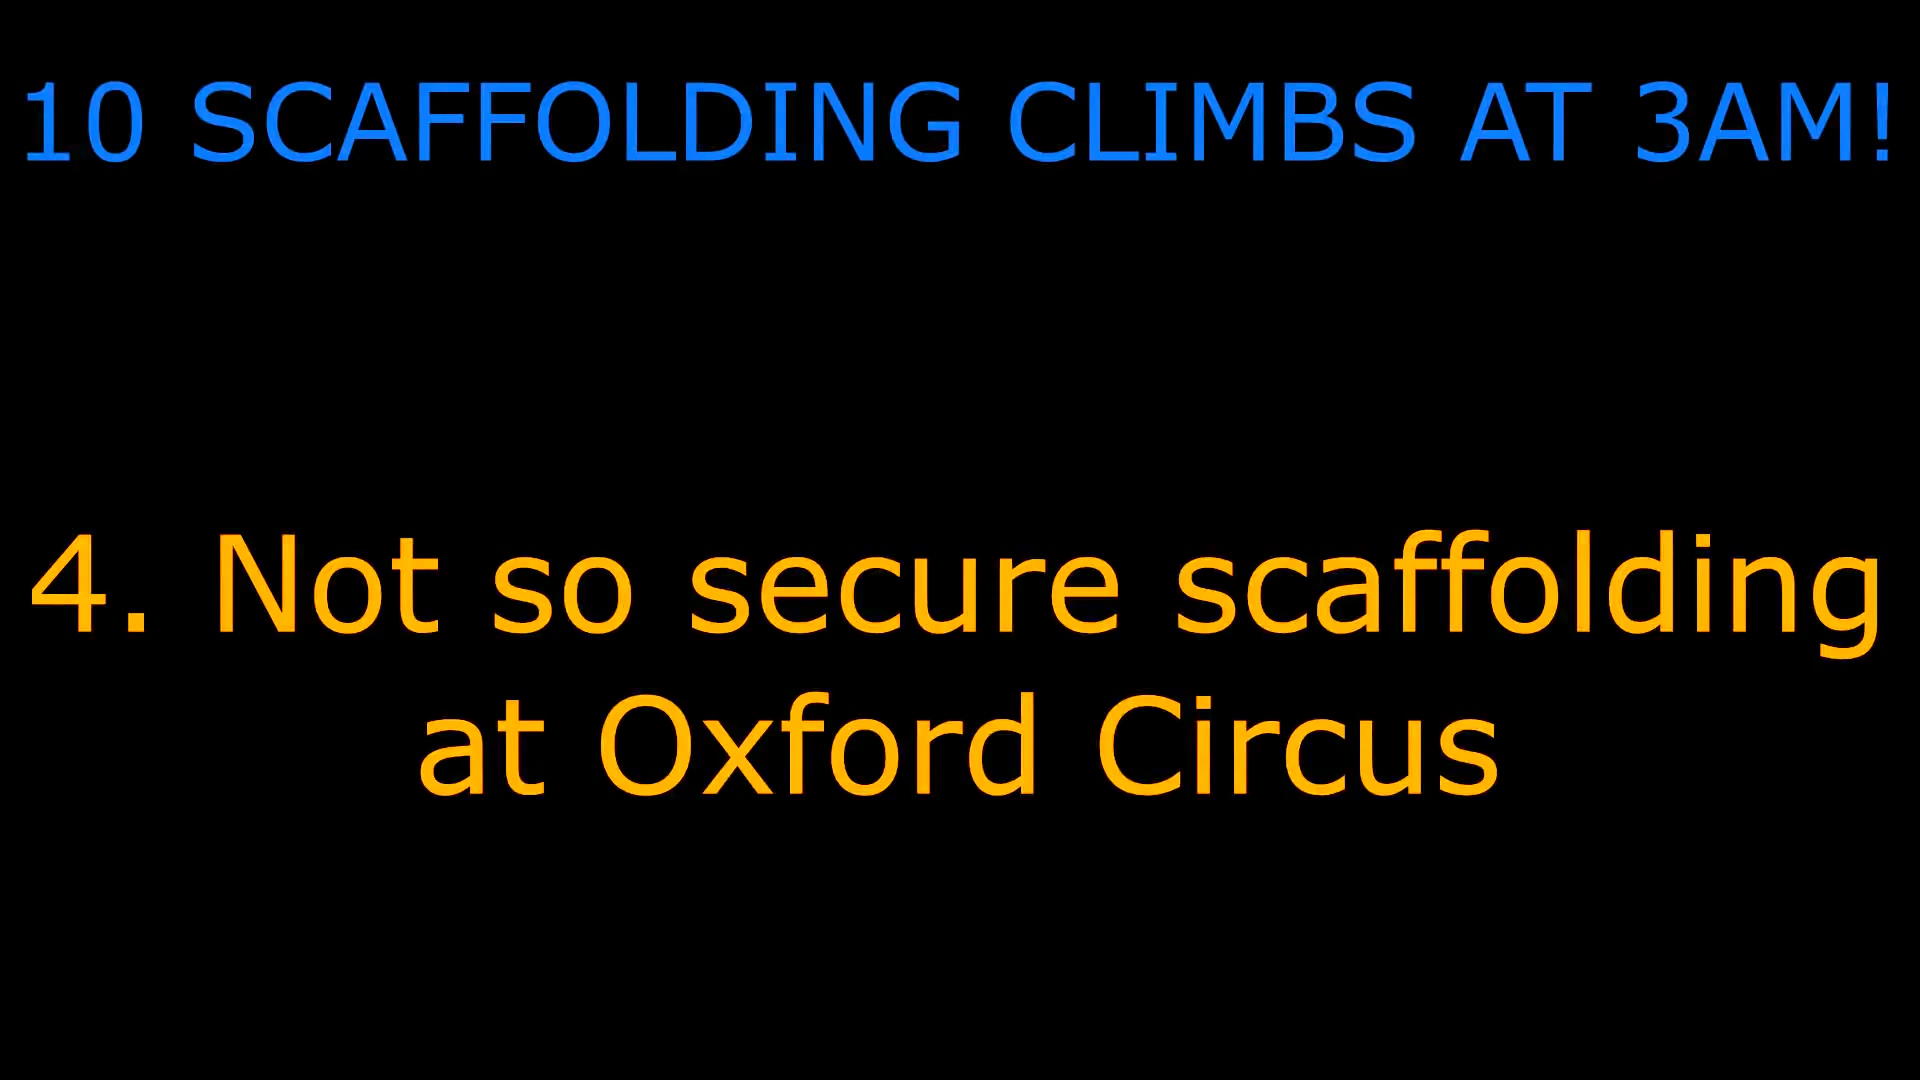 10 SCAFFOLDING CLIMBS AT 3AM!
4. Not so secure scaffolding
at Oxford Circus